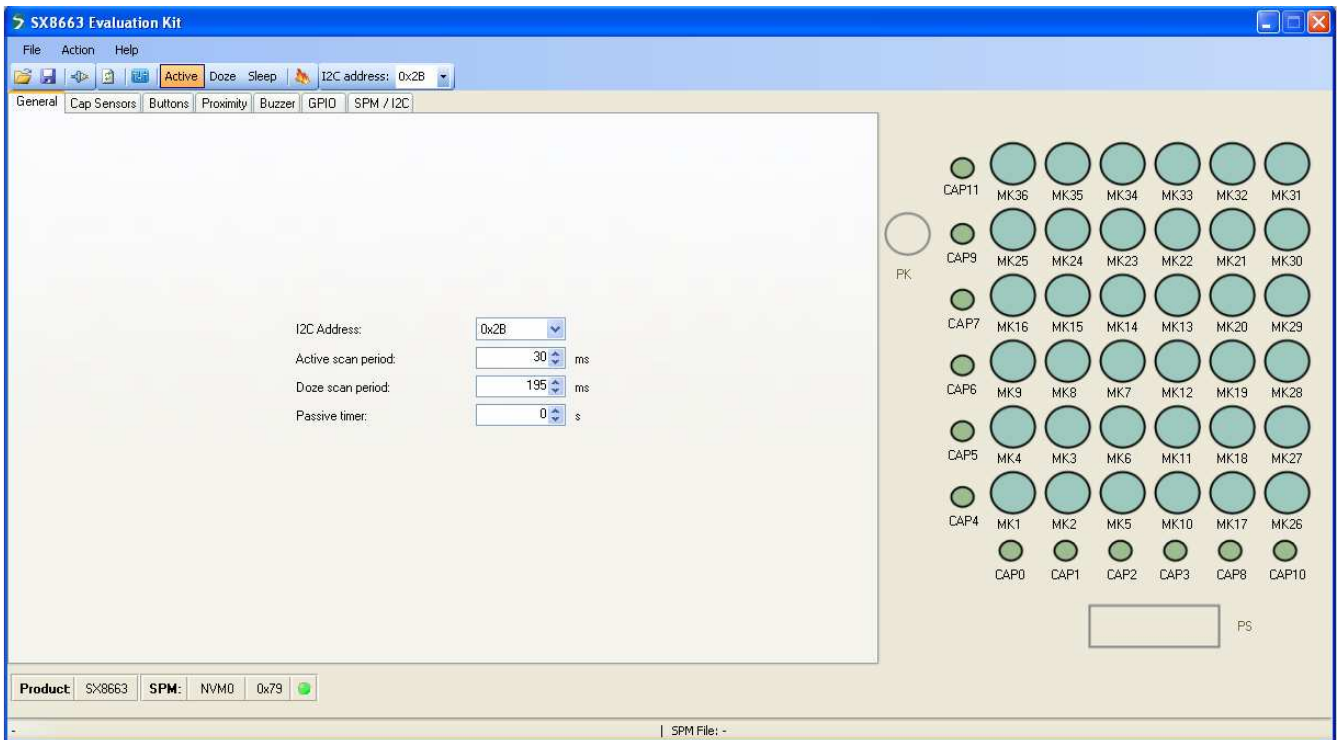 SX8663 Evaluation Kit
File Action Help
Active Doze Sleep I2C address: 0x2B
General Cap Sensors Buttons Proximity Buzzer GPIO SPM / I2C
I2C Address: 0x2B
Active scan period: 30 ms
Doze scan period: 195 ms
Passive timer: 0 s
CAP11 MK36 MK35 MK34 MK33 MK32 MK31
PK
CAP9 MK25 MK24 MK23 MK22 MK21 MK30
CAP7 MK16 MK15 MK14 MK13 MK20 MK29
CAP6 MK9 MK8 MK7 MK12 MK19 MK28
CAP5 MK4 MK3 MK6 MK11 MK18 MK27
CAP4 MK1 MK2 MK5 MK10 MK17 MK26
CAP0 CAP1 CAP2 CAP3 CAP8 CAP10
PS
Product SX8663 SPM: NVM0 0x79
- | SPM File: -